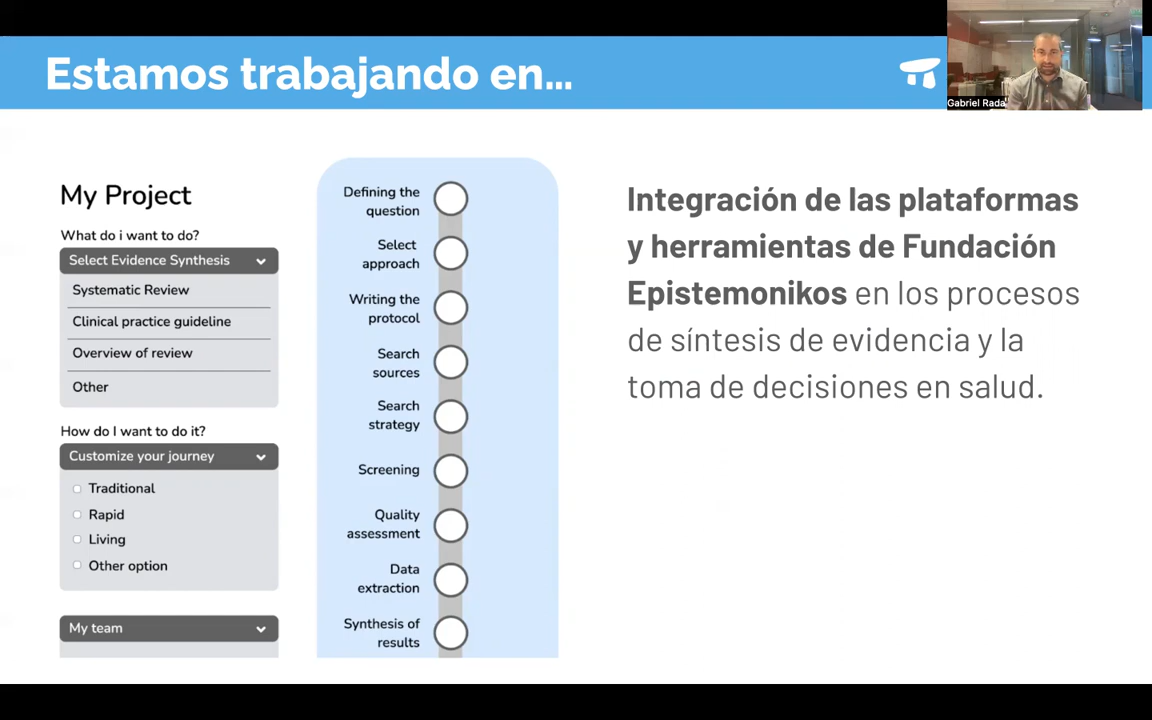 Estamos trabajando en...
Gabriel Rada
My Project
What do i want to do?
Select Evidence Synthesis
Systematic Review
Clinical practice guideline
Overview of review
Other
How do I want to do it?
Customize your journey
Traditional
Rapid
Living
Other option
My team
Defining the
question
Select
approach
Writing the
protocol
Search
sources
Search
strategy
Screening
Quality
assessment
Data
extraction
Synthesis of
results
Integración de las plataformas
y herramientas de Fundación
Epistemonikos en los procesos
de síntesis de evidencia y la
toma de decisiones en salud.